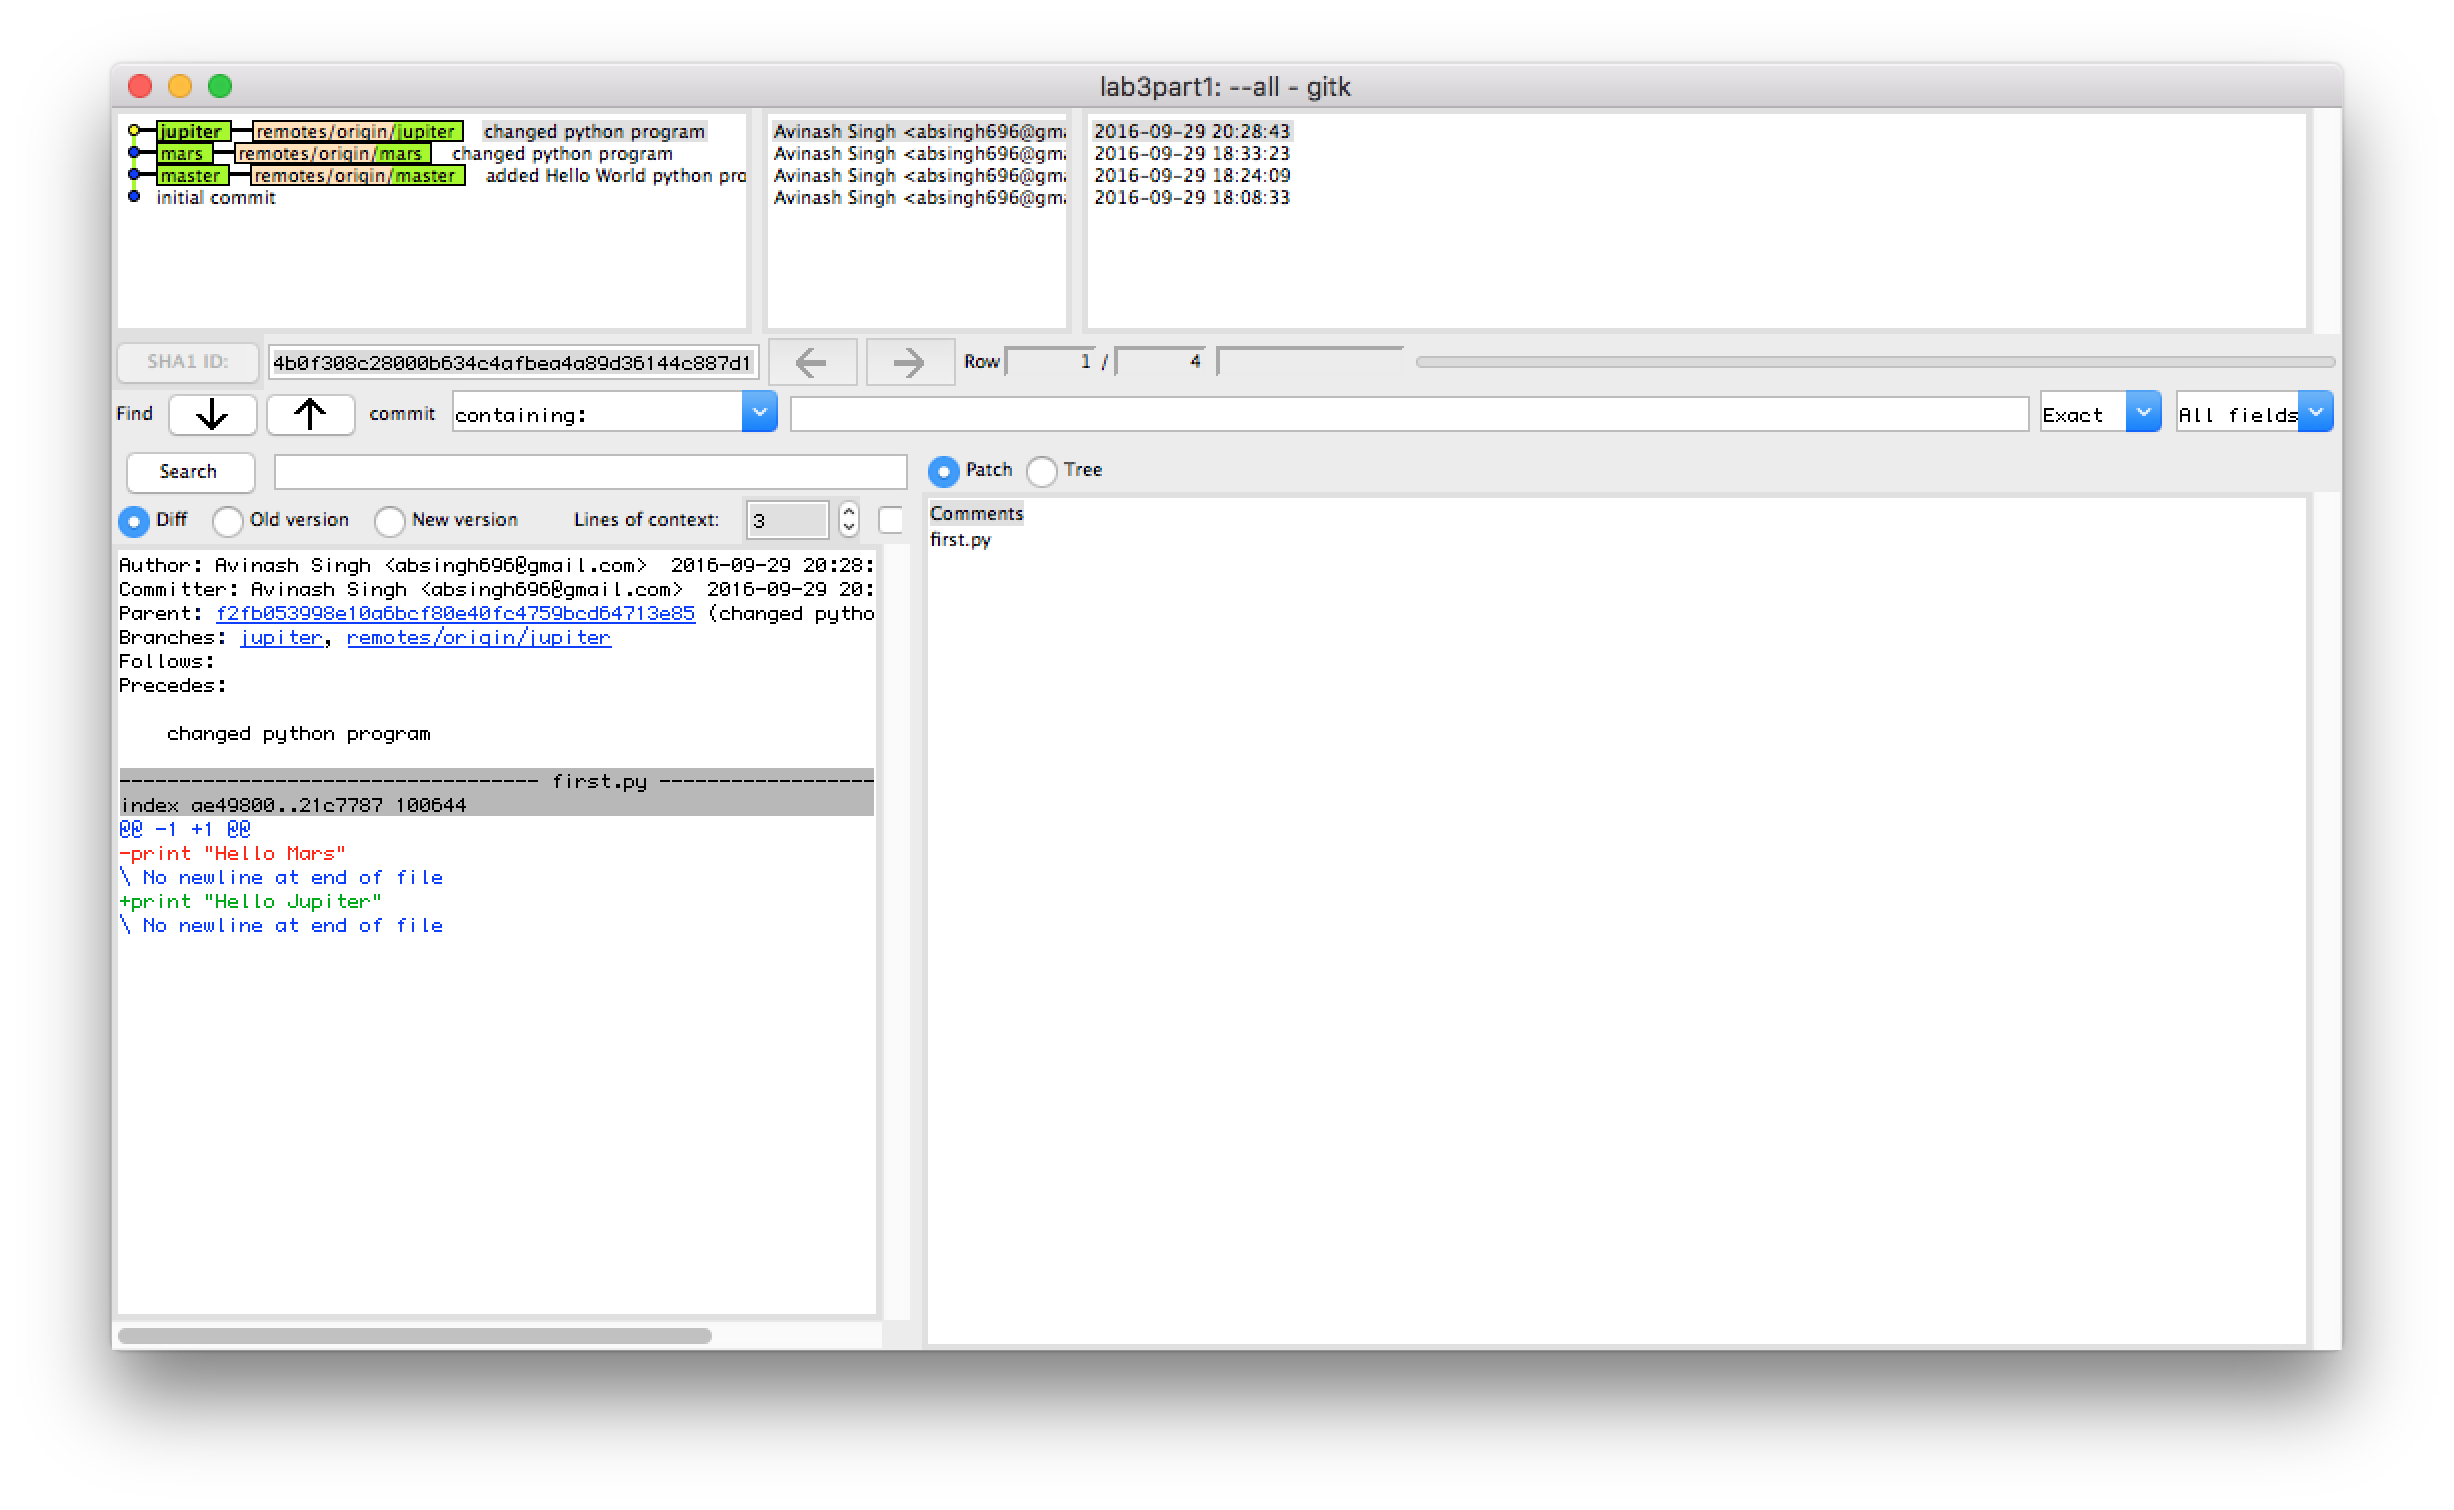 lab3part1: --all - gitk
jupiter remotes/origin/jupiter changed python program Avinash Singh <absingh696@gma 2016-09-29 20:28:43
mars remotes/origin/mars changed python program Avinash Singh <absingh696@gma 2016-09-29 18:33:23
master remotes/origin/master added Hello World python pro Avinash Singh <absingh696@gma 2016-09-29 18:24:09
initial commit Avinash Singh <absingh696@gma 2016-09-29 18:08:33
SHA1 ID: 4b0f308c28000b634c4afbea4a89d36144c887d1 Row 1 / 4
Find commit containing: Exact All fields
Search Patch Tree
Diff Old version New version Lines of context: 3
Comments
first.py
Author: Avinash Singh <absingh696@gmail.com>  2016-09-29 20:28:
Committer: Avinash Singh <absingh696@gmail.com>  2016-09-29 20:
Parent: f2fb053998e10a6bcf80e40fc4759bcd64713e85 (changed pytho
Branches: jupiter, remotes/origin/jupiter
Follows:
Precedes:
changed python program
----------------------------------- first.py ------------------
index ae49800..21c7787 100644
@@ -1 +1 @@
-print "Hello Mars"
\ No newline at end of file
+print "Hello Jupiter"
\ No newline at end of file